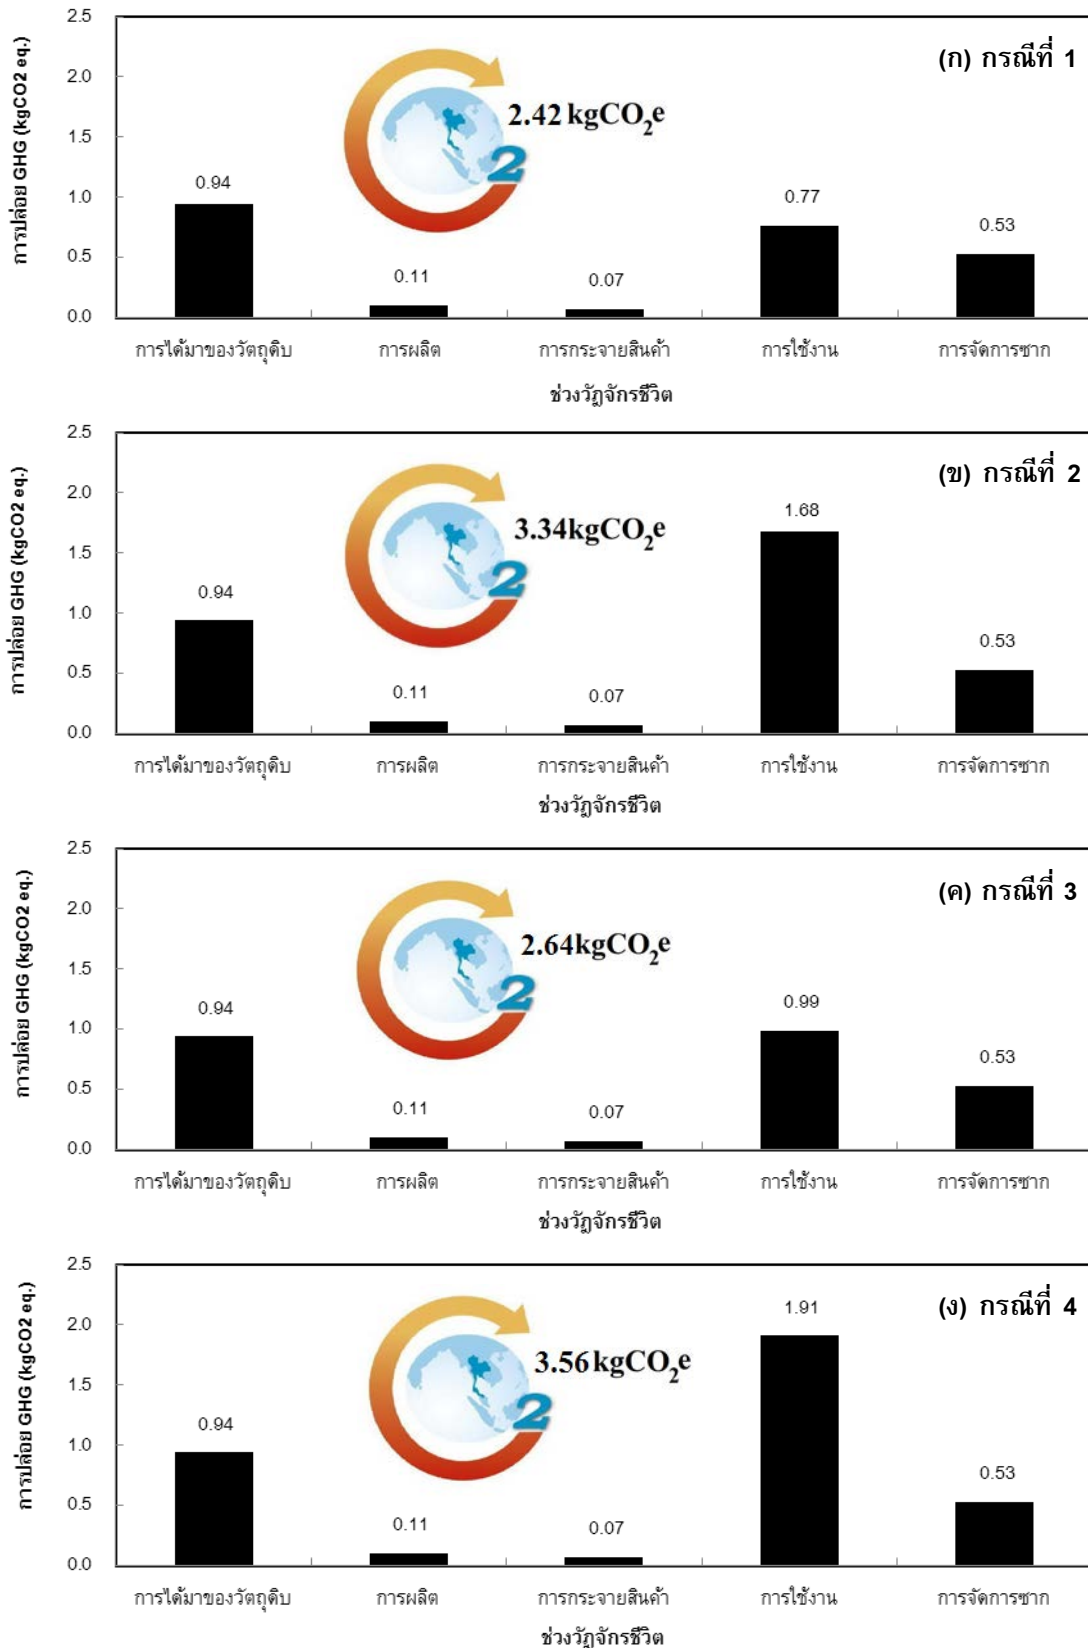 การปล่อย GHG (kgCO2 eq.)
2.5
2.0
1.5
1.0
0.5
0.0
(ก) กรณีที่ 1
2.42 kgCO2e
2
0.94
0.11
0.07
0.77
0.53
การได้มาของวัตถุดิบ การผลิต การกระจายสินค้า การใช้งาน การจัดการซาก
ช่วงวัฎจักรชีวิต
การปล่อย GHG (kgCO2 eq.)
2.5
2.0
1.5
1.0
0.5
0.0
(ข) กรณีที่ 2
3.34kgCO2e
2
0.94
0.11
0.07
1.68
0.53
การได้มาของวัตถุดิบ การผลิต การกระจายสินค้า การใช้งาน การจัดการซาก
ช่วงวัฎจักรชีวิต
การปล่อย GHG (kgCO2 eq.)
2.5
2.0
1.5
1.0
0.5
0.0
(ค) กรณีที่ 3
2.64kgCO2e
2
0.94
0.11
0.07
0.99
0.53
การได้มาของวัตถุดิบ การผลิต การกระจายสินค้า การใช้งาน การจัดการซาก
ช่วงวัฎจักรชีวิต
การปล่อย GHG (kgCO2 eq.)
2.5
2.0
1.5
1.0
0.5
0.0
(ง) กรณีที่ 4
3.56 kgCO2e
2
0.94
0.11
0.07
1.91
0.53
การได้มาของวัตถุดิบ การผลิต การกระจายสินค้า การใช้งาน การจัดการซาก
ช่วงวัฎจักรชีวิต